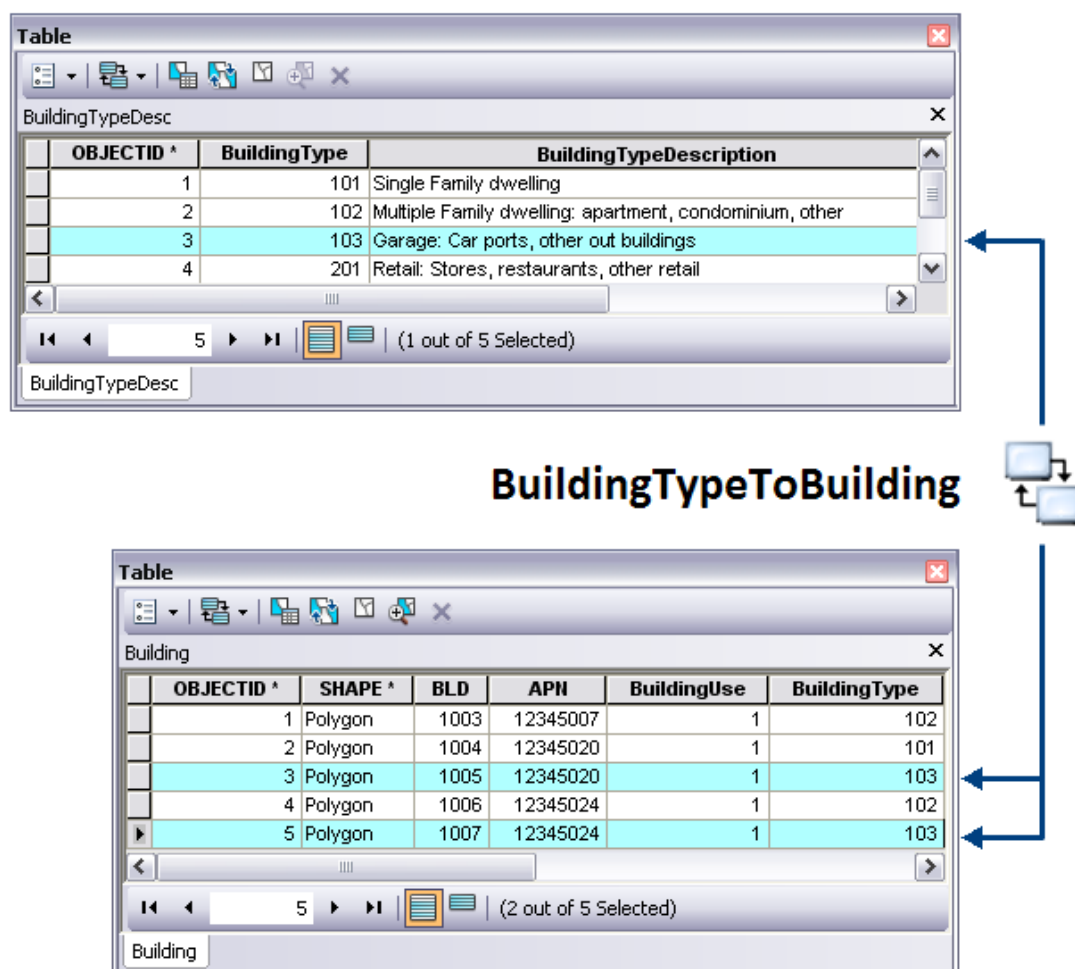 Table
BuildingTypeDesc
OBJECTID * BuildingType BuildingTypeDescription
1 101 Single Family dwelling
2 102 Multiple Family dwelling: apartment, condominium, other
3 103 Garage: Car ports, other out buildings
4 201 Retail: Stores, restaurants, other retail
5 (1 out of 5 Selected)
BuildingTypeDesc
BuildingTypeToBuilding
Table
Building
OBJECTID * SHAPE * BLD APN BuildingUse BuildingType
1 Polygon 1003 12345007 1 102
2 Polygon 1004 12345020 1 101
3 Polygon 1005 12345020 1 103
4 Polygon 1006 12345024 1 102
5 Polygon 1007 12345024 1 103
5 (2 out of 5 Selected)
Building